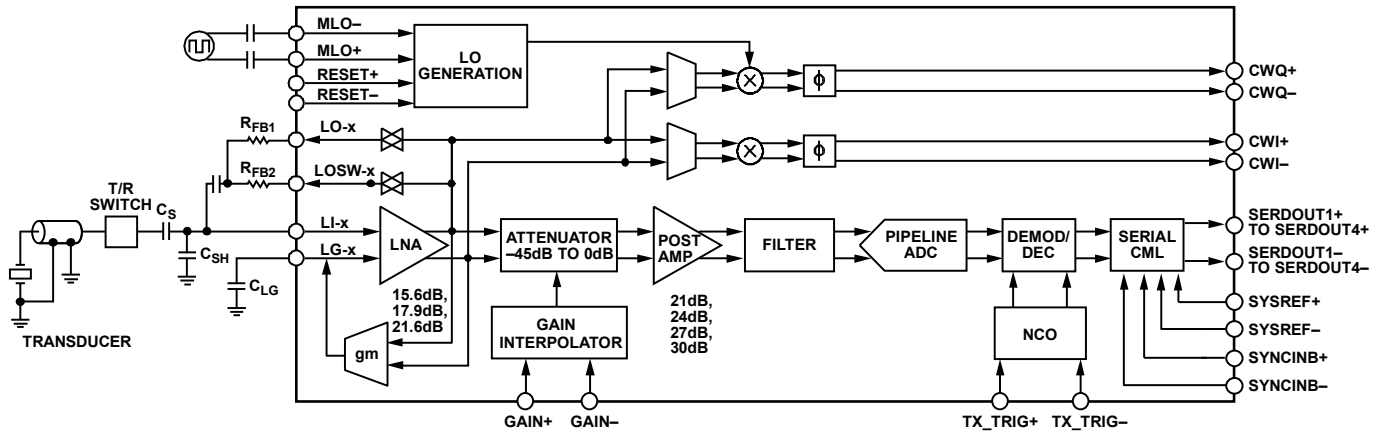 MLO–
MLO+
RESET+
RESET–
LO
GENERATION
CWQ+
CWQ–
R_FB1
LO-x
CWI+
CWI–
R_FB2
LOSW-x
T/R
SWITCH
C_S
LI-x
LG-x
LNA
ATTENUATOR
–45dB TO 0dB
POST
AMP
FILTER
PIPELINE
ADC
DEMOD/
DEC
SERIAL
CML
SERDOUT1+
TO SERDOUT4+
SERDOUT1–
TO SERDOUT4–
C_SH
C_LG
TRANSDUCER
15.6dB,
17.9dB,
21.6dB
gm
GAIN
INTERPOLATOR
21dB,
24dB,
27dB
30dB
NCO
SYSREF+
SYSREF–
SYNCINB+
SYNCINB–
GAIN+
GAIN–
TX_TRIG+
TX_TRIG–
ϕ
ϕ